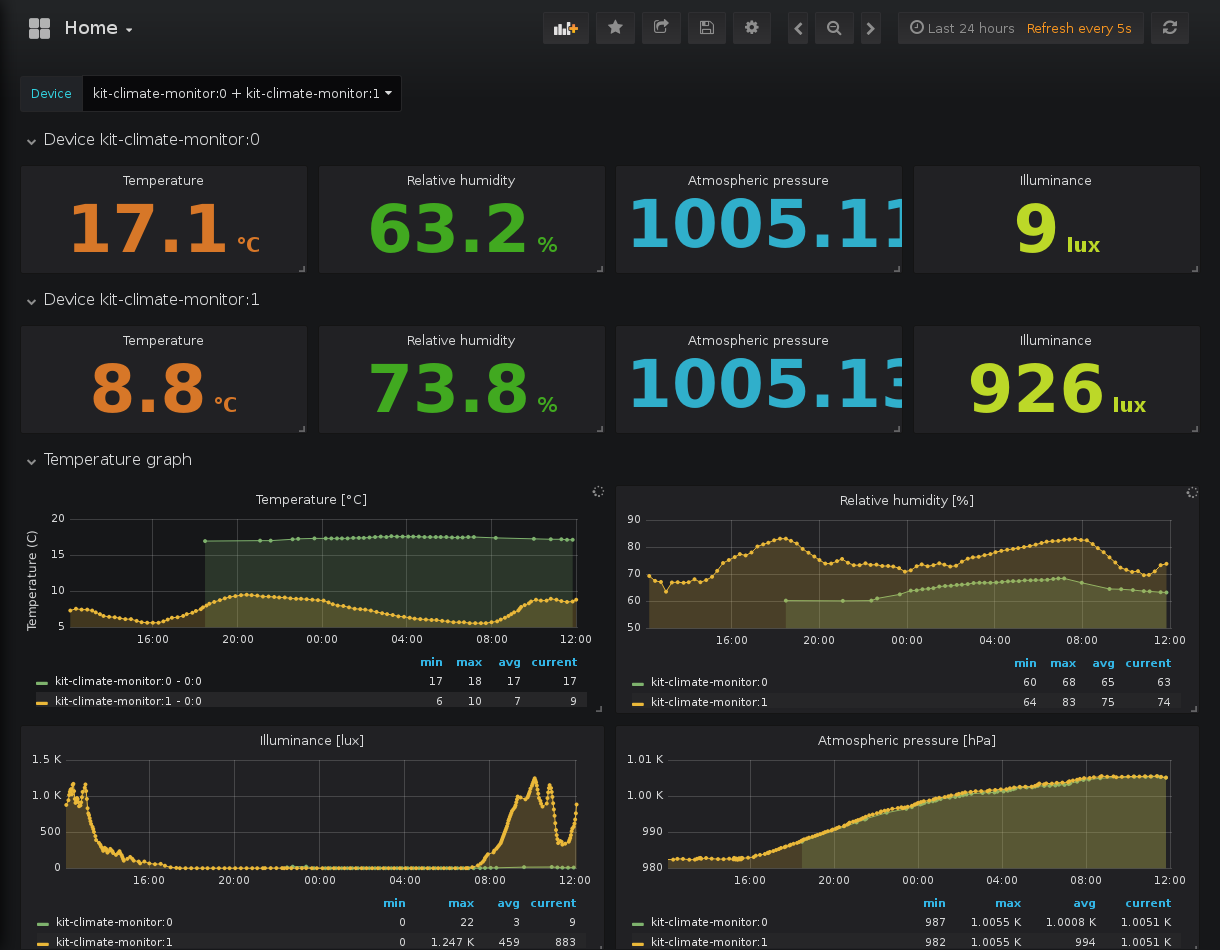 Home
Last 24 hours Refresh every 5s
Device kit-climate-monitor:0 + kit-climate-monitor:1
Device kit-climate-monitor:0
Temperature Relative humidity Atmospheric pressure Illuminance
17.1 °C 63.2 % 1005.11 9 lux
Device kit-climate-monitor:1
Temperature Relative humidity Atmospheric pressure Illuminance
8.8 °C 73.8 % 1005.13 926 lux
Temperature graph
Temperature [°C]
Temperature (C)
20
15
10
5
16:00 20:00 00:00 04:00 08:00 12:00
min max avg current
kit-climate-monitor:0 - 0:0 17 18 17 17
kit-climate-monitor:1 - 0:0 6 10 7 9
Relative humidity [%]
90
80
70
60
50
16:00 20:00 00:00 04:00 08:00 12:00
min max avg current
kit-climate-monitor:0 60 68 65 63
kit-climate-monitor:1 64 83 75 74
Illuminance [lux]
1.5 K
1.0 K
500
0
16:00 20:00 00:00 04:00 08:00 12:00
min max avg current
kit-climate-monitor:0 0 22 3 9
kit-climate-monitor:1 0 1.247 K 459 883
Atmospheric pressure [hPa]
1.01 K
1.00 K
990
980
16:00 20:00 00:00 04:00 08:00 12:00
min max avg current
kit-climate-monitor:0 987 1.0055 K 1.0008 K 1.0051 K
kit-climate-monitor:1 982 1.0055 K 994 1.0051 K